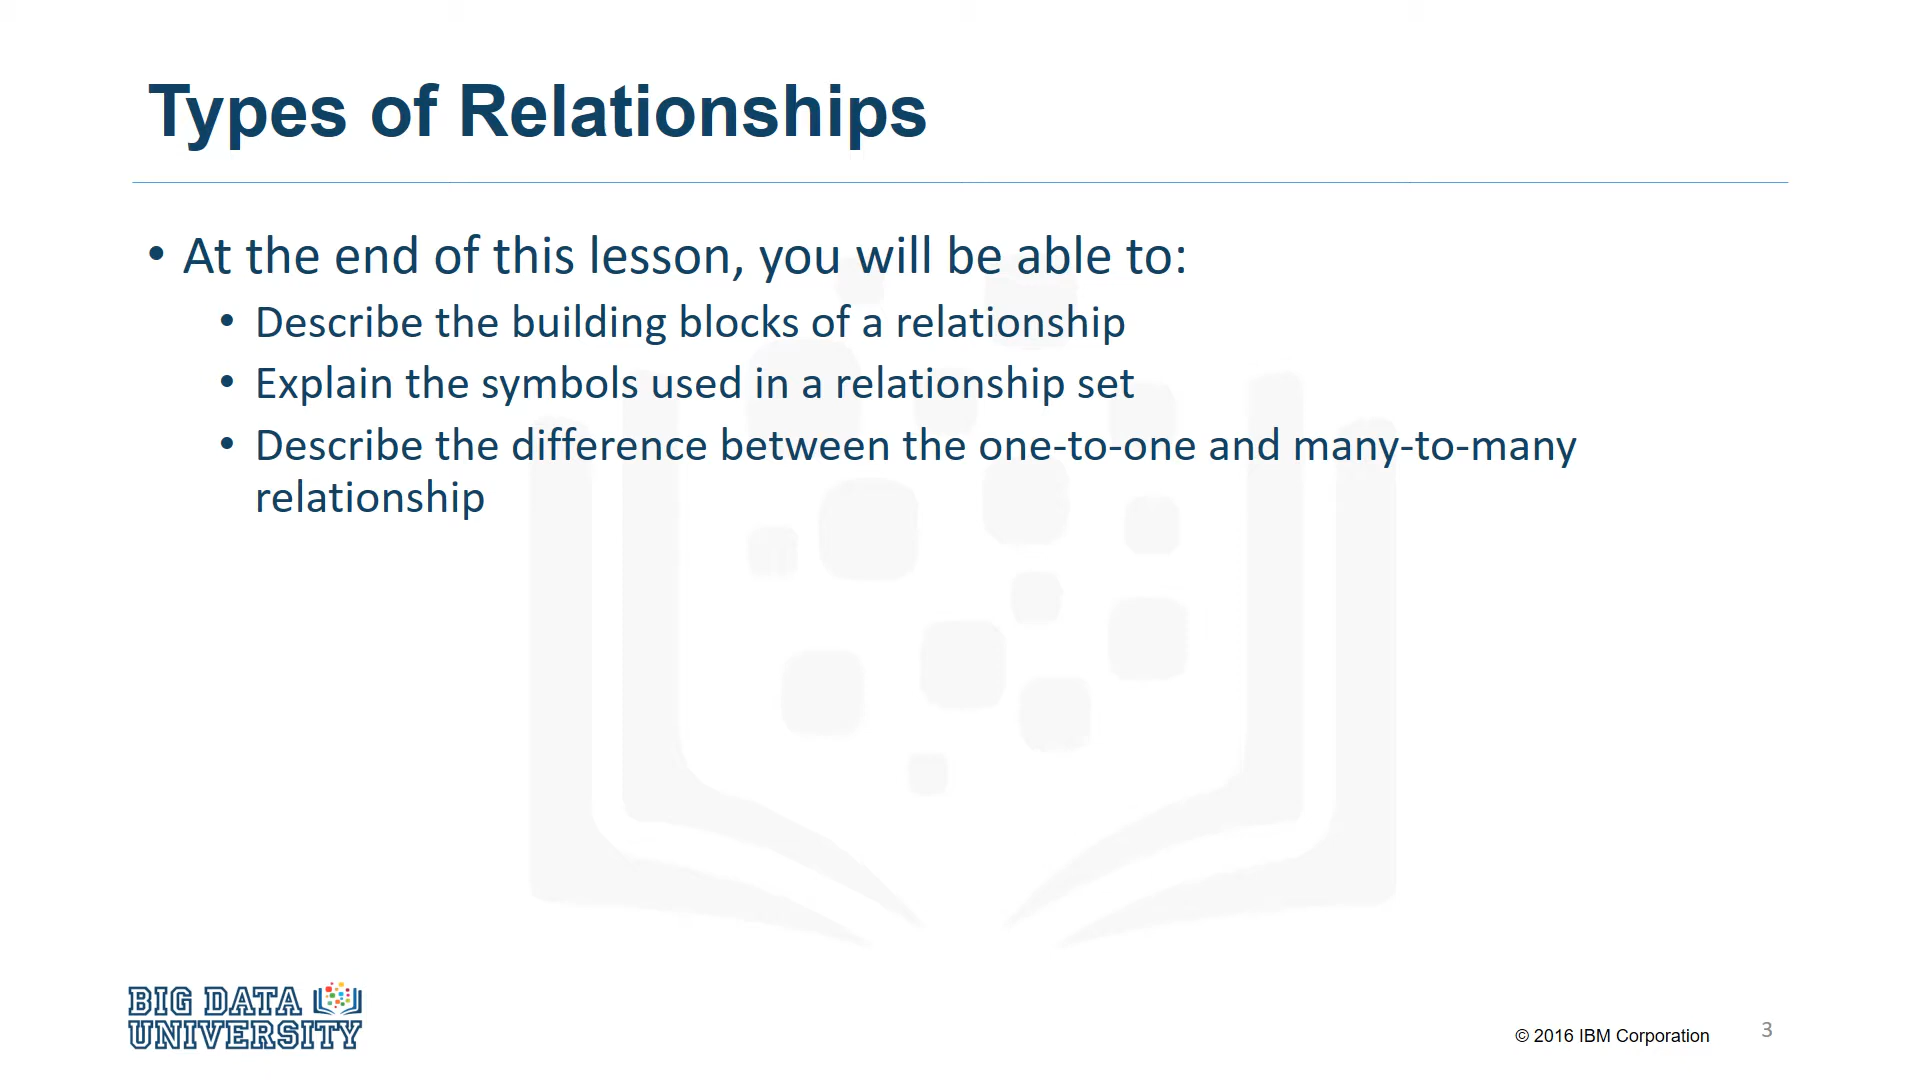 Types of Relationships
• At the end of this lesson, you will be able to:
• Describe the building blocks of a relationship
• Explain the symbols used in a relationship set
• Describe the difference between the one-to-one and many-to-many
relationship
BIG DATA
UNIVERSITY
© 2016 IBM Corporation
3